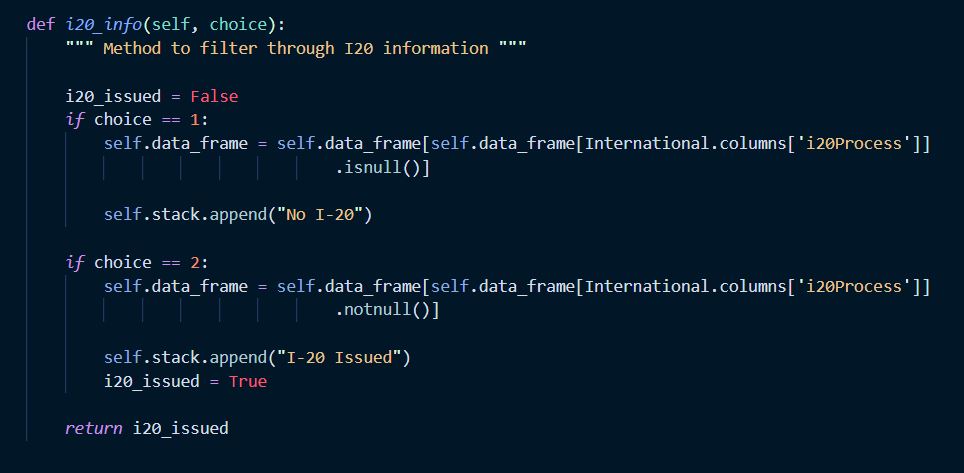 def i20_info(self, choice):
    """ Method to filter through I20 information """

    i20_issued = False
    if choice == 1:
        self.data_frame = self.data_frame[self.data_frame[International.columns['i20Process']]
                                .isnull()]

        self.stack.append("No I-20")

    if choice == 2:
        self.data_frame = self.data_frame[self.data_frame[International.columns['i20Process']]
                                .notnull()]

        self.stack.append("I-20 Issued")
        i20_issued = True

    return i20_issued